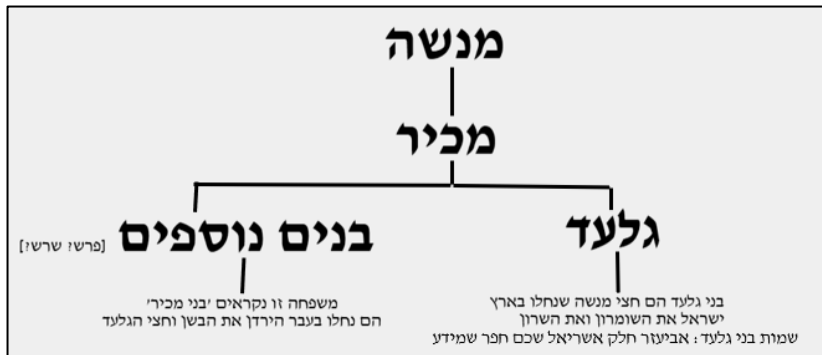 מנשה
מכיר
גלעד
בנים נוספים [פרש? שרש?]
בני גלעד הם חצי מנשה שנחלו בארץ
ישראל את השומרון ואת השרון
שמות בני גלעד: אביעזר חלק אשריאל שכם חפר שמידע
משפחה זו נקראים 'בני מכיר'
הם נחלו בעבר הירדן את הבשן וחצי הגלעד